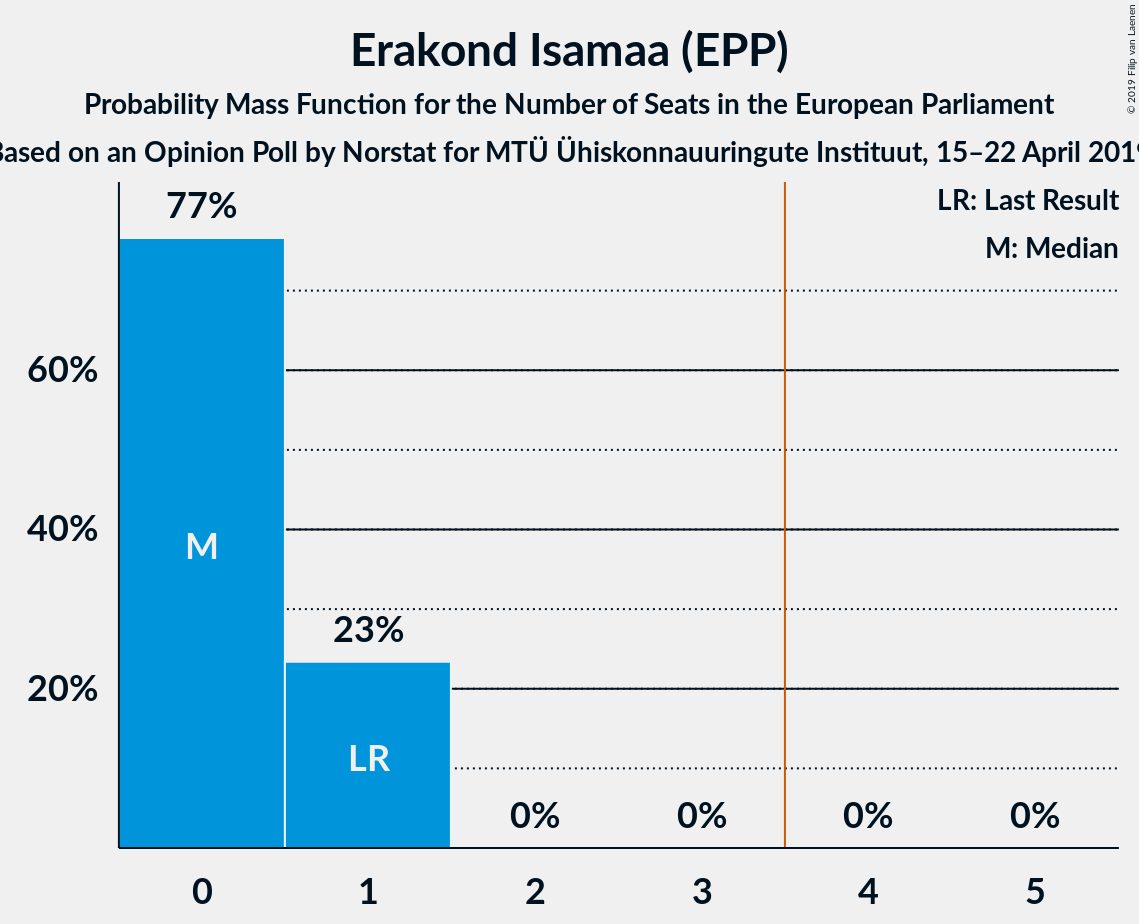 © 2019 Filip van Laenen
Erakond Isamaa (EPP)
Probability Mass Function for the Number of Seats in the European Parliament
Based on an Opinion Poll by Norstat for MTÜ Ühiskonnauuringute Instituut, 15–22 April 2019
LR: Last Result
M: Median
77%
60%
40%
M
23%
20%
LR
0% 0% 0% 0%
0 1 2 3 4 5